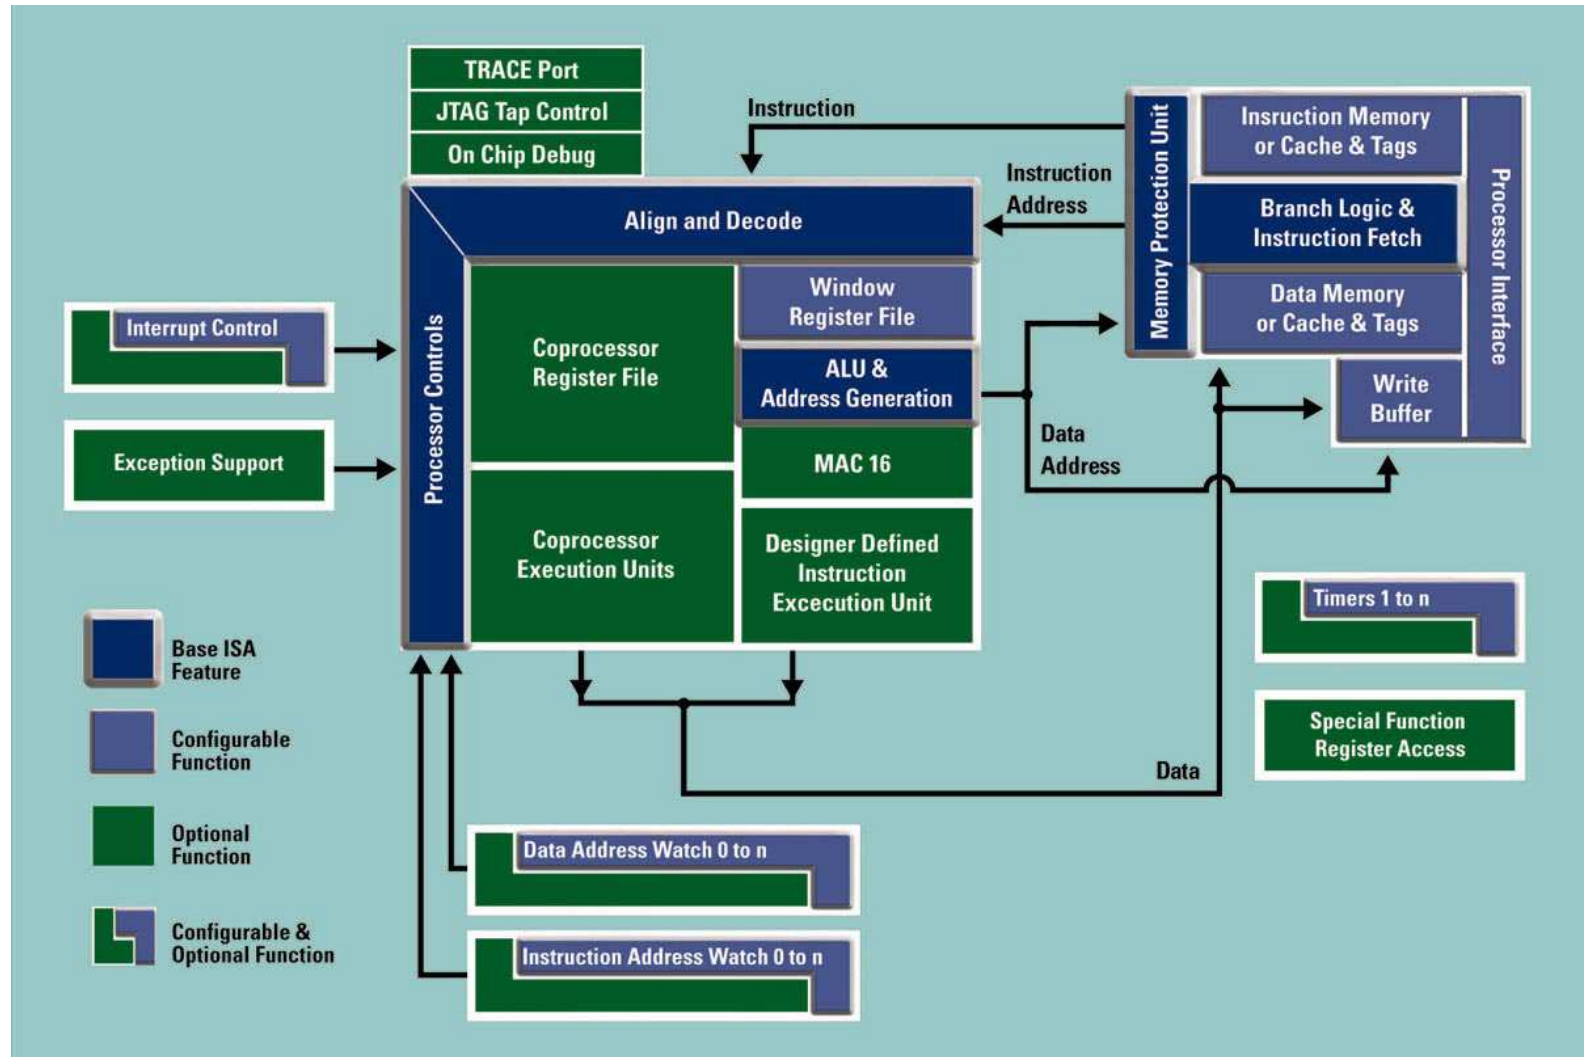 TRACE Port
JTAG Tap Control
On Chip Debug
Instruction
Instruction
Address
Align and Decode
Processor Controls
Coprocessor
Register File
Window
Register File
ALU &
Address Generation
MAC 16
Coprocessor
Execution Units
Designer Defined
Instruction
Excecution Unit
Memory Protection Unit
Insruction Memory
or Cache & Tags
Branch Logic &
Instruction Fetch
Data Memory
or Cache & Tags
Write
Buffer
Processor Interface
Interrupt Control
Exception Support
Data
Address
Data
Timers 1 to n
Special Function
Register Access
Data Address Watch 0 to n
Instruction Address Watch 0 to n
Base ISA
Feature
Configurable
Function
Optional
Function
Configurable &
Optional Function